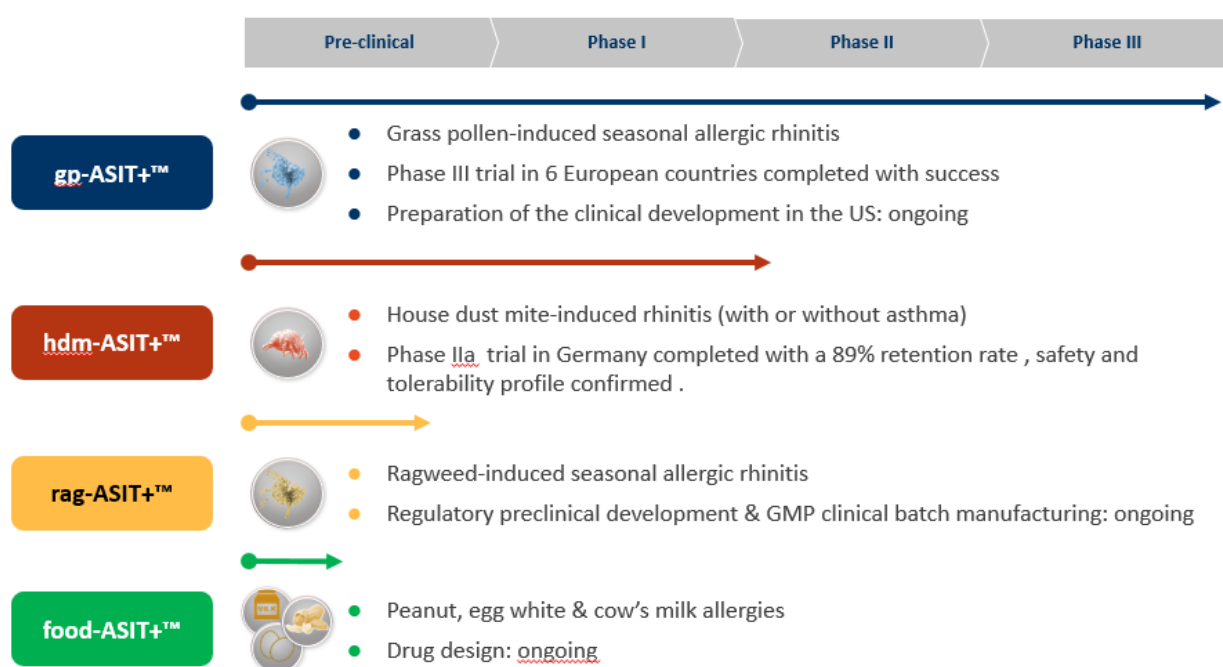 Pre-clinical
Phase I
Phase II
Phase III
gp-ASIT+™
● Grass pollen-induced seasonal allergic rhinitis
● Phase III trial in 6 European countries completed with success
● Preparation of the clinical development in the US: ongoing
hdm-ASIT+™
● House dust mite-induced rhinitis (with or without asthma)
● Phase IIa  trial in Germany completed with a 89% retention rate , safety and
tolerability profile confirmed .
rag-ASIT+™
● Ragweed-induced seasonal allergic rhinitis
● Regulatory preclinical development & GMP clinical batch manufacturing: ongoing
food-ASIT+™
MILK
● Peanut, egg white & cow’s milk allergies
● Drug design: ongoing